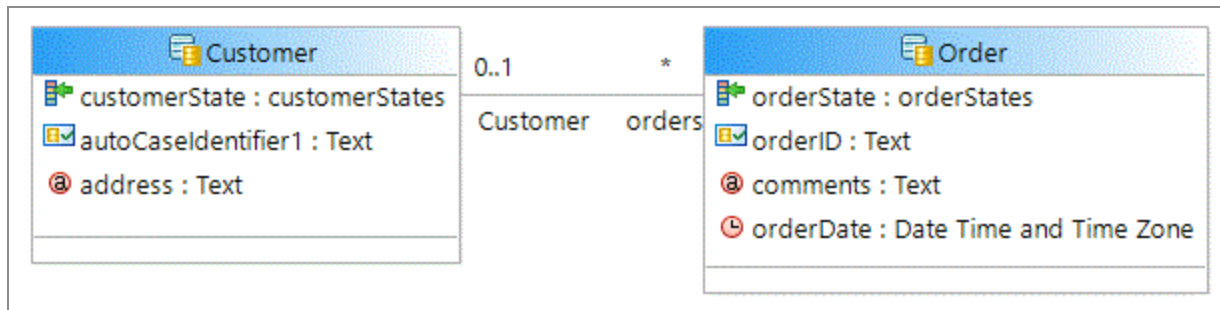 Customer
customerState : customerStates
autoCaseIdentifier1 : Text
address : Text
0..1 *
Customer orders
Order
orderState : orderStates
orderID : Text
comments : Text
orderDate : Date Time and Time Zone